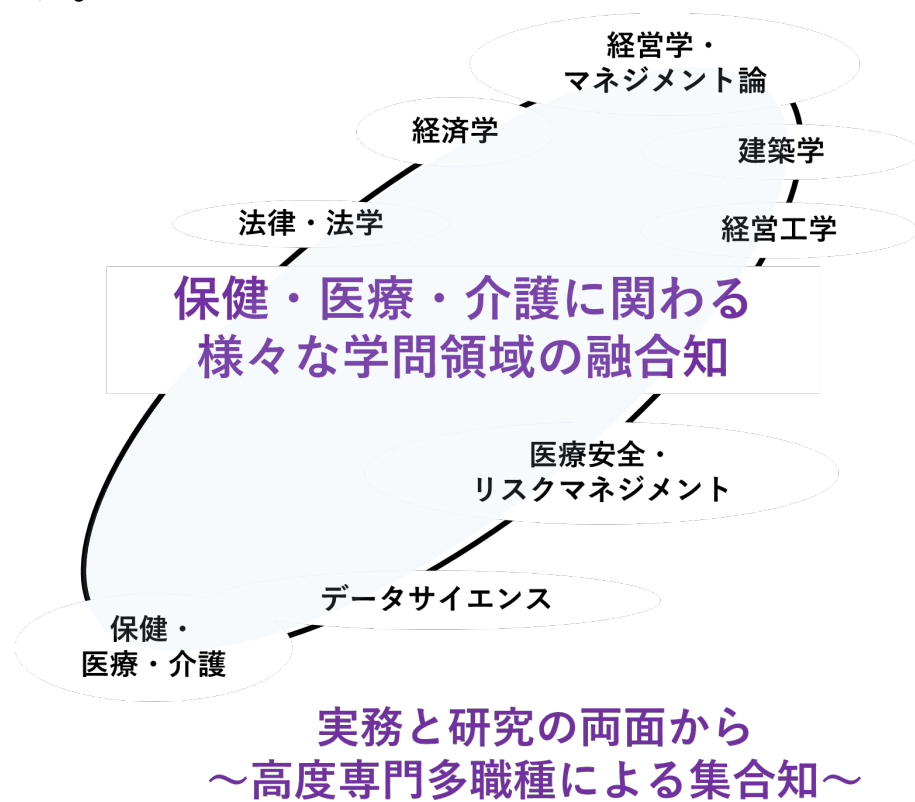 経営学・
マネジメント論
経済学
建築学
法律・法学
経営工学
保健・医療・介護に関わる
様々な学問領域の融合知
医療安全・
リスクマネジメント
データサイエンス
保健・
医療・介護
実務と研究の両面から
～高度専門多職種による集合知～